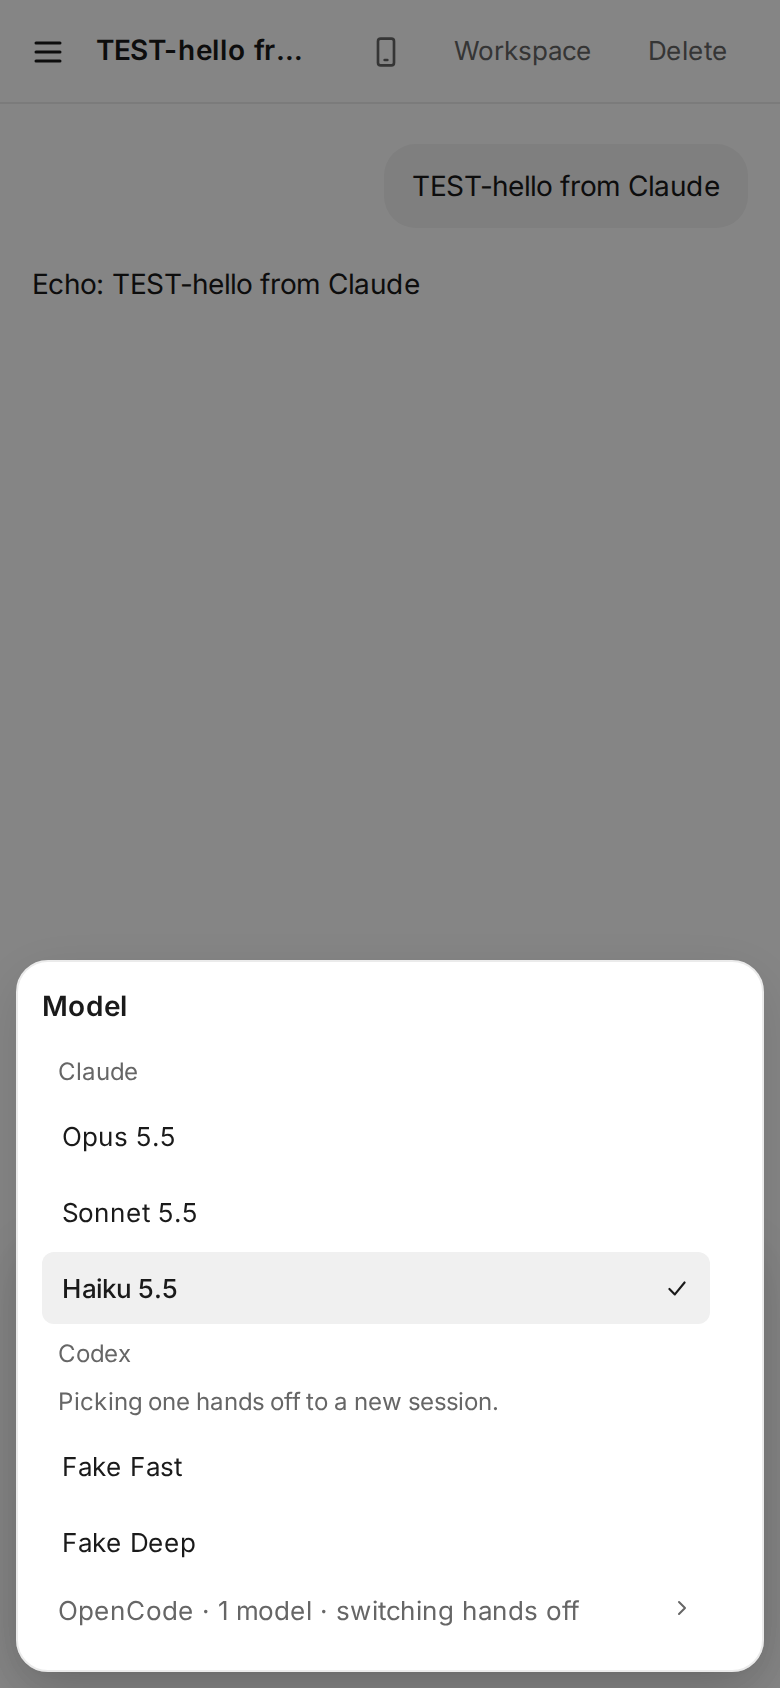 TEST-hello fr...
Workspace
Delete
TEST-hello from Claude
Echo: TEST-hello from Claude
Model
Claude
Opus 5.5
Sonnet 5.5
Haiku 5.5
Codex
Picking one hands off to a new session.
Fake Fast
Fake Deep
OpenCode · 1 model · switching hands off